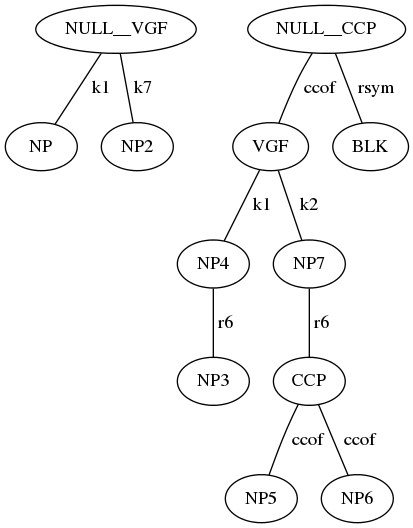 NULL__VGF NULL__CCP
k1 k7 ccof rsym
NP NP2 VGF BLK
k1 k2
NP4 NP7
r6 r6
NP3 CCP
ccof ccof
NP5 NP6